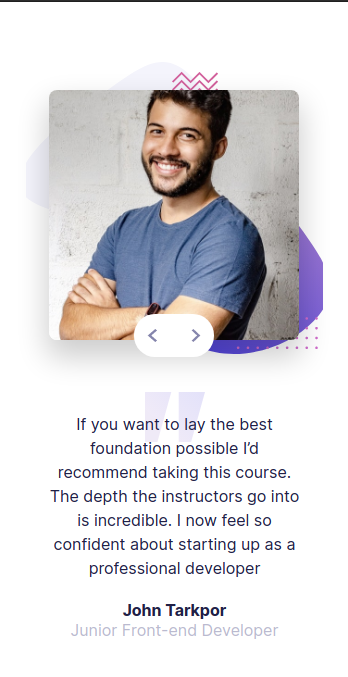 If you want to lay the best
foundation possible I’d
recommend taking this course.
The depth the instructors go into
is incredible. I now feel so
confident about starting up as a
professional developer
John Tarkpor
Junior Front-end Developer